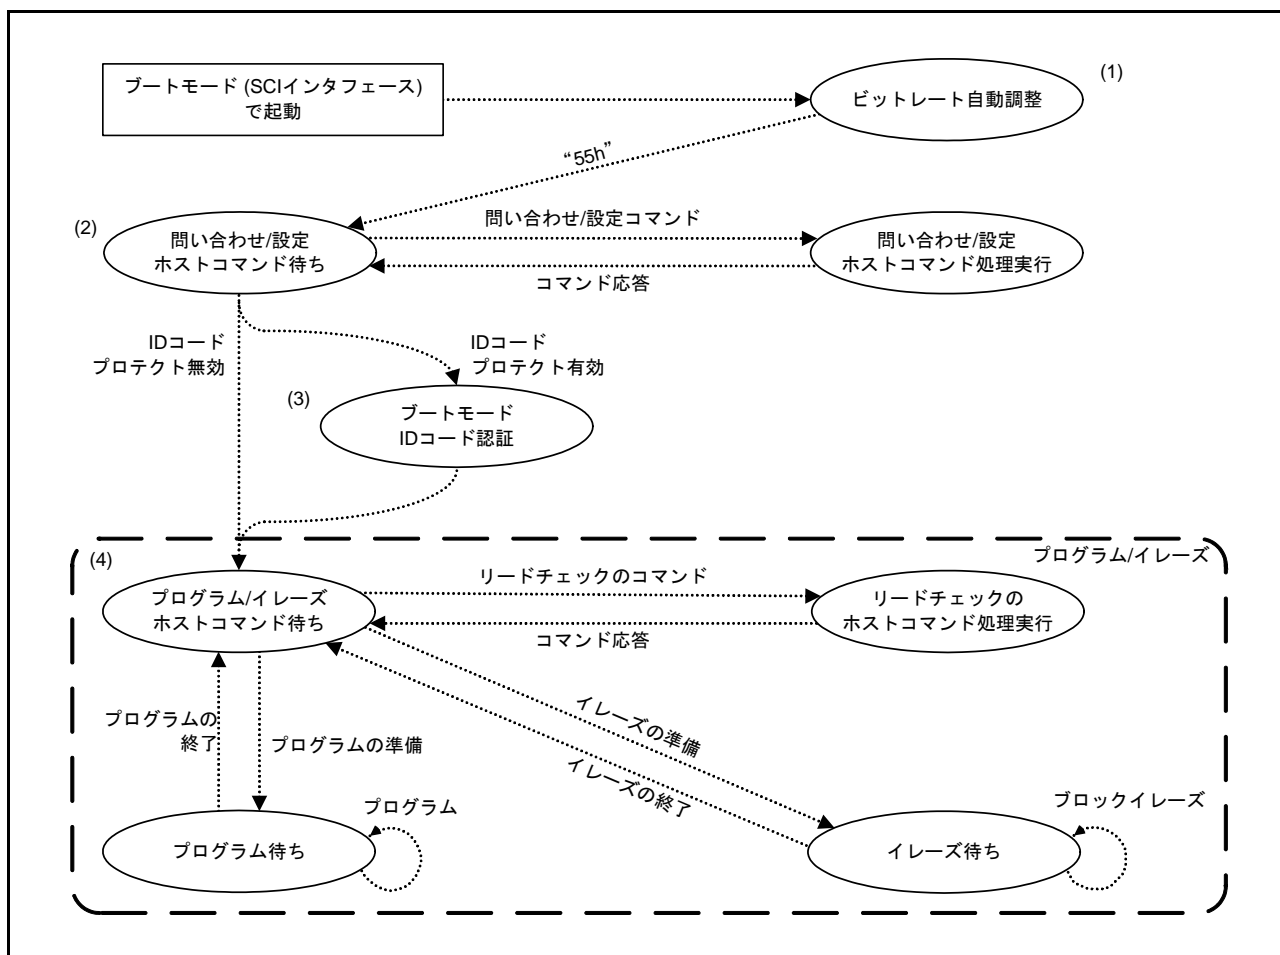 ブートモード (SCIインタフェース)
で起動
(1)
ビットレート自動調整
“55h”
(2)
問い合わせ/設定
ホストコマンド待ち
問い合わせ/設定コマンド
コマンド応答
問い合わせ/設定
ホストコマンド処理実行
IDコード
プロテクト無効
IDコード
プロテクト有効
(3)
ブートモード
IDコード認証
プログラム/イレーズ
(4)
プログラム/イレーズ
ホストコマンド待ち
リードチェックのコマンド
コマンド応答
リードチェックの
ホストコマンド処理実行
プログラムの
終了
プログラムの準備
イレーズの準備
イレーズの終了
プログラム
プログラム待ち
ブロックイレーズ
イレーズ待ち